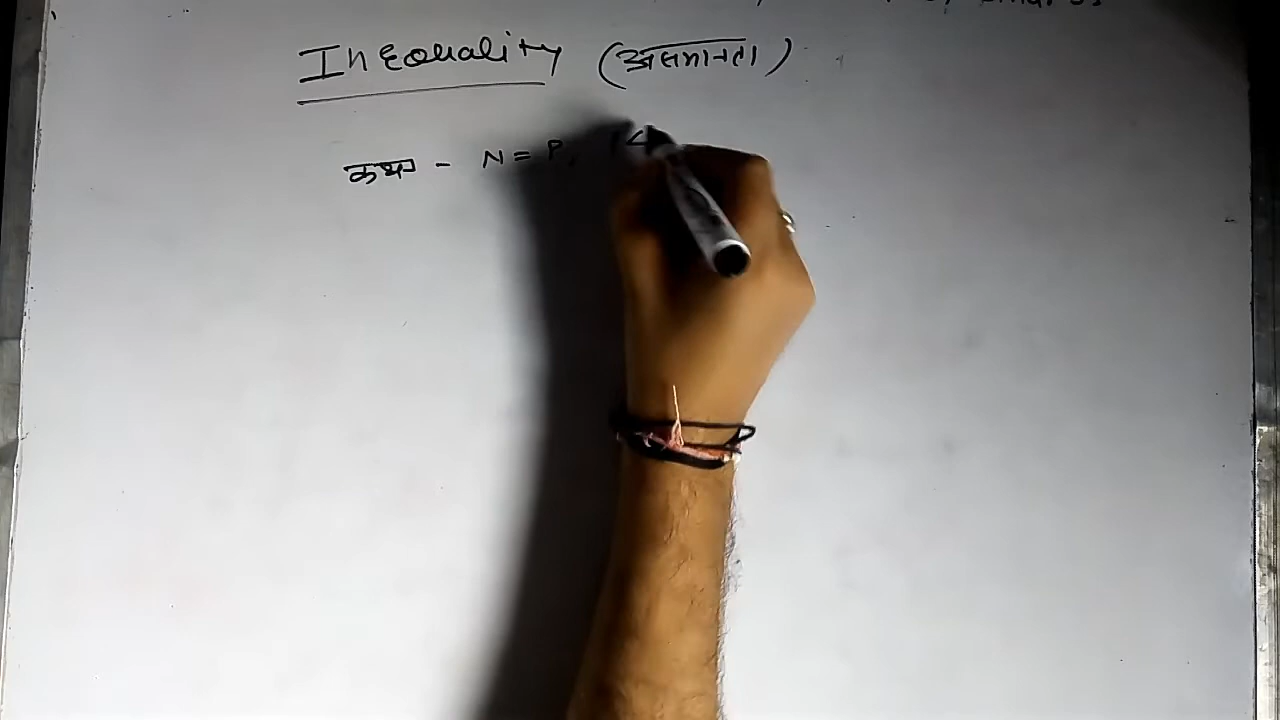 Inequality (असमानता)
कथन - N = P,